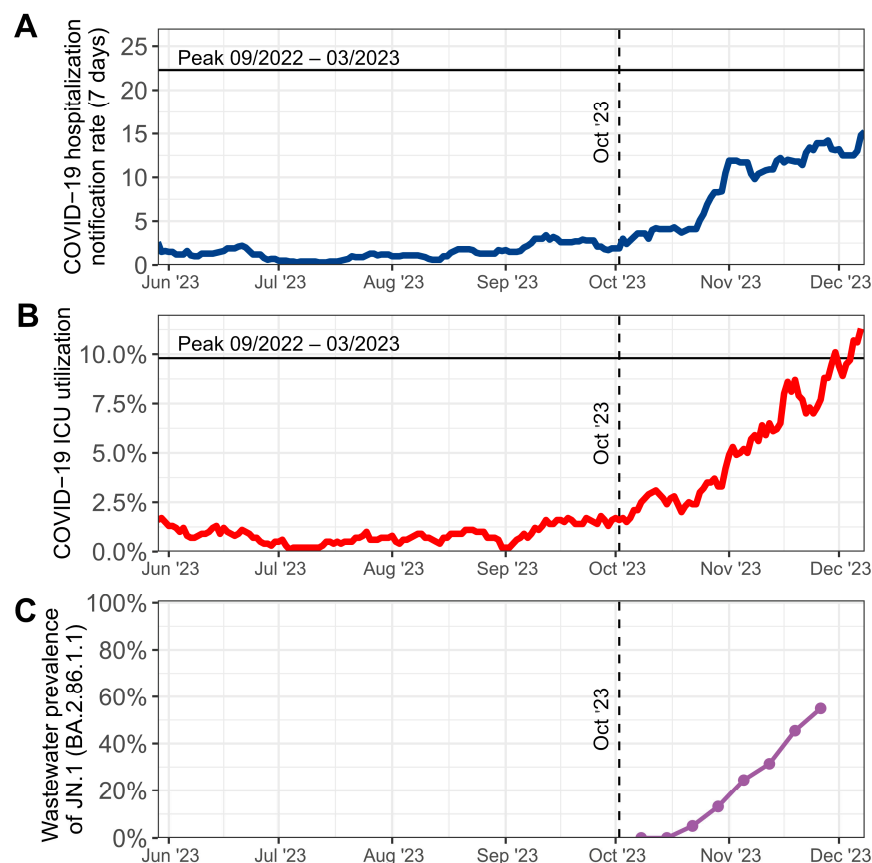 A
COVID−19 hospitalization
notification rate (7 days)
25
20
15
10
5
0
Peak 09/2022 – 03/2023
Oct '23
Jun '23 Jul '23 Aug '23 Sep '23 Oct '23 Nov '23 Dec '23
B
COVID−19 ICU utilization
10.0%
7.5%
5.0%
2.5%
0.0%
Peak 09/2022 – 03/2023
Oct '23
Jun '23 Jul '23 Aug '23 Sep '23 Oct '23 Nov '23 Dec '23
C
Wastewater prevalence
of JN.1 (BA.2.86.1.1)
100%
80%
60%
40%
20%
0%
Oct '23
Jun '23 Jul '23 Aug '23 Sep '23 Oct '23 Nov '23 Dec '23